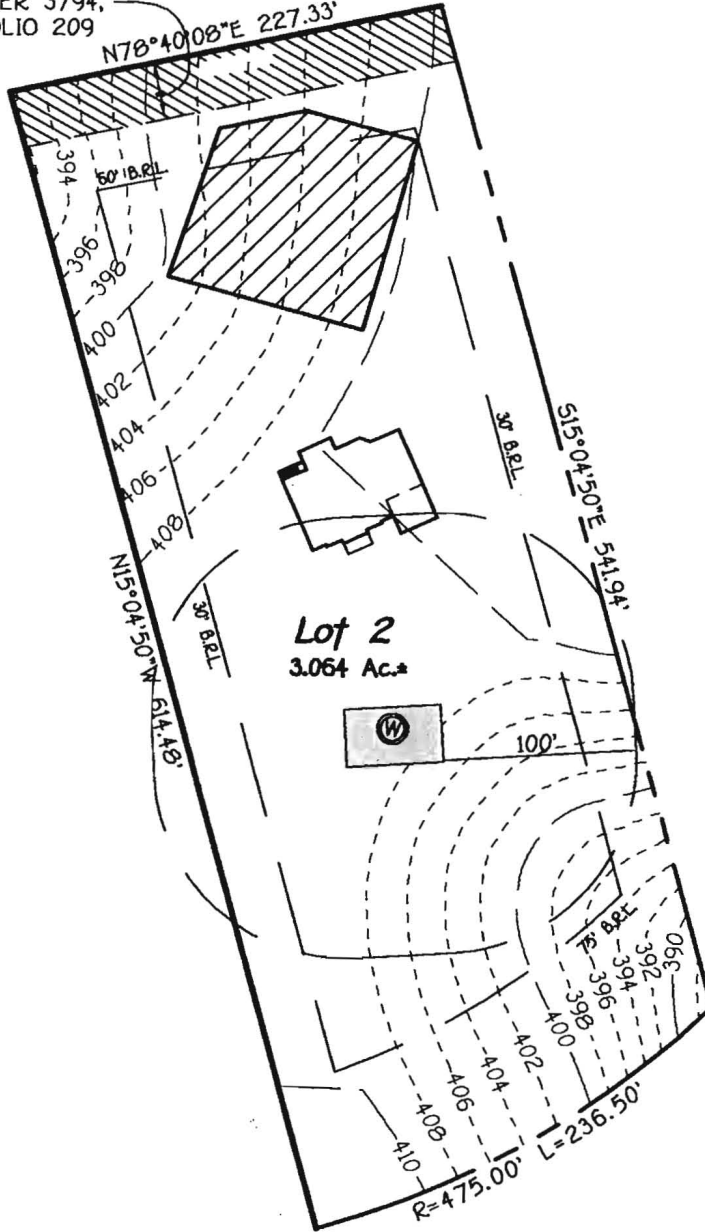 ER 3794,
OLIO 209
N78°40'08"E 227.33'
394
50' B.R.L
396
398
400
402
404
406
408
30' B.R.L
S15°04'50"E 541.94'
N15°04'50"W 614.48'
30' B.R.L
Lot 2
3.064 Ac.±
W
100'
75' B.R.L
390
392
394
396
398
400
402
404
406
408
410
R=475.00' L=236.50'